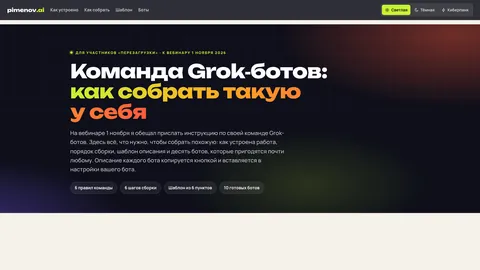 pimenov.ai Как устроено Как собрать Шаблон Боты Светлая Тёмная Киберпанк
ДЛЯ УЧАСТНИКОВ «ПЕРЕЗАГРУЗКИ» · К ВЕБИНАРУ 1 НОЯБРЯ 2026
Команда Grok-ботов:
как собрать такую
у себя
На вебинаре 1 ноября я обещал прислать инструкцию по своей команде Grok-
ботов. Здесь всё, что нужно, чтобы собрать похожую: как устроена работа,
порядок сборки, шаблон описания и десять ботов, которые пригодятся почти
любому. Описание каждого бота копируется кнопкой и вставляется в
настройки вашего бота.
6 правил команды 6 шагов сборки Шаблон из 6 пунктов 10 готовых ботов